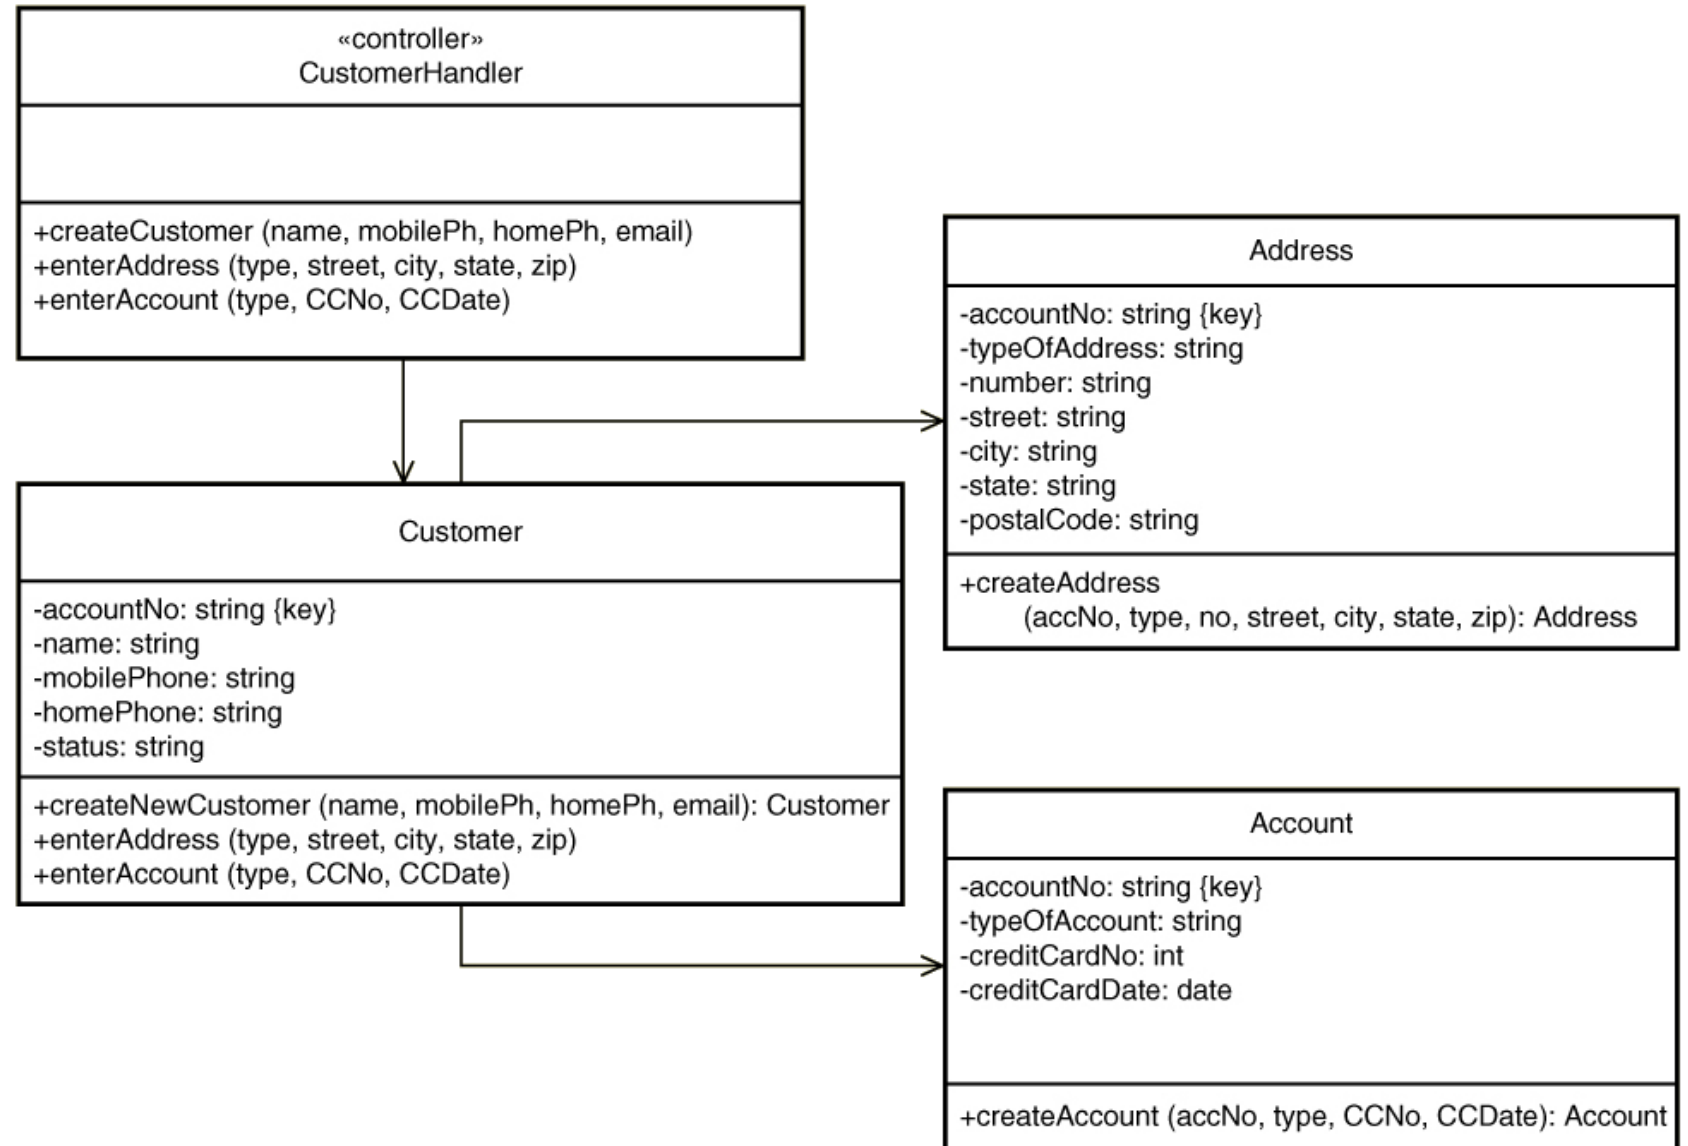 «controller»
CustomerHandler
+createCustomer (name, mobilePh, homePh, email)
+enterAddress (type, street, city, state, zip)
+enterAccount (type, CCNo, CCDate)
Customer
-accountNo: string {key}
-name: string
-mobilePhone: string
-homePhone: string
-status: string
+createNewCustomer (name, mobilePh, homePh, email): Customer
+enterAddress (type, street, city, state, zip)
+enterAccount (type, CCNo, CCDate)
Address
-accountNo: string {key}
-typeOfAddress: string
-number: string
-street: string
-city: string
-state: string
-postalCode: string
+createAddress
(accNo, type, no, street, city, state, zip): Address
Account
-accountNo: string {key}
-typeOfAccount: string
-creditCardNo: int
-creditCardDate: date
+createAccount (accNo, type, CCNo, CCDate): Account